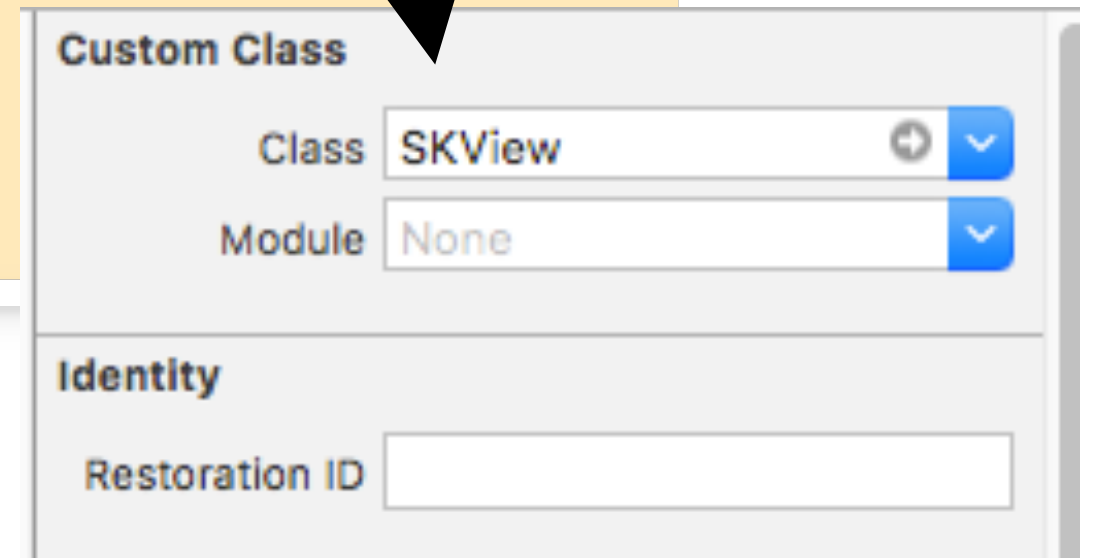 Custom Class
Class SKView
Module None
Identity
Restoration ID